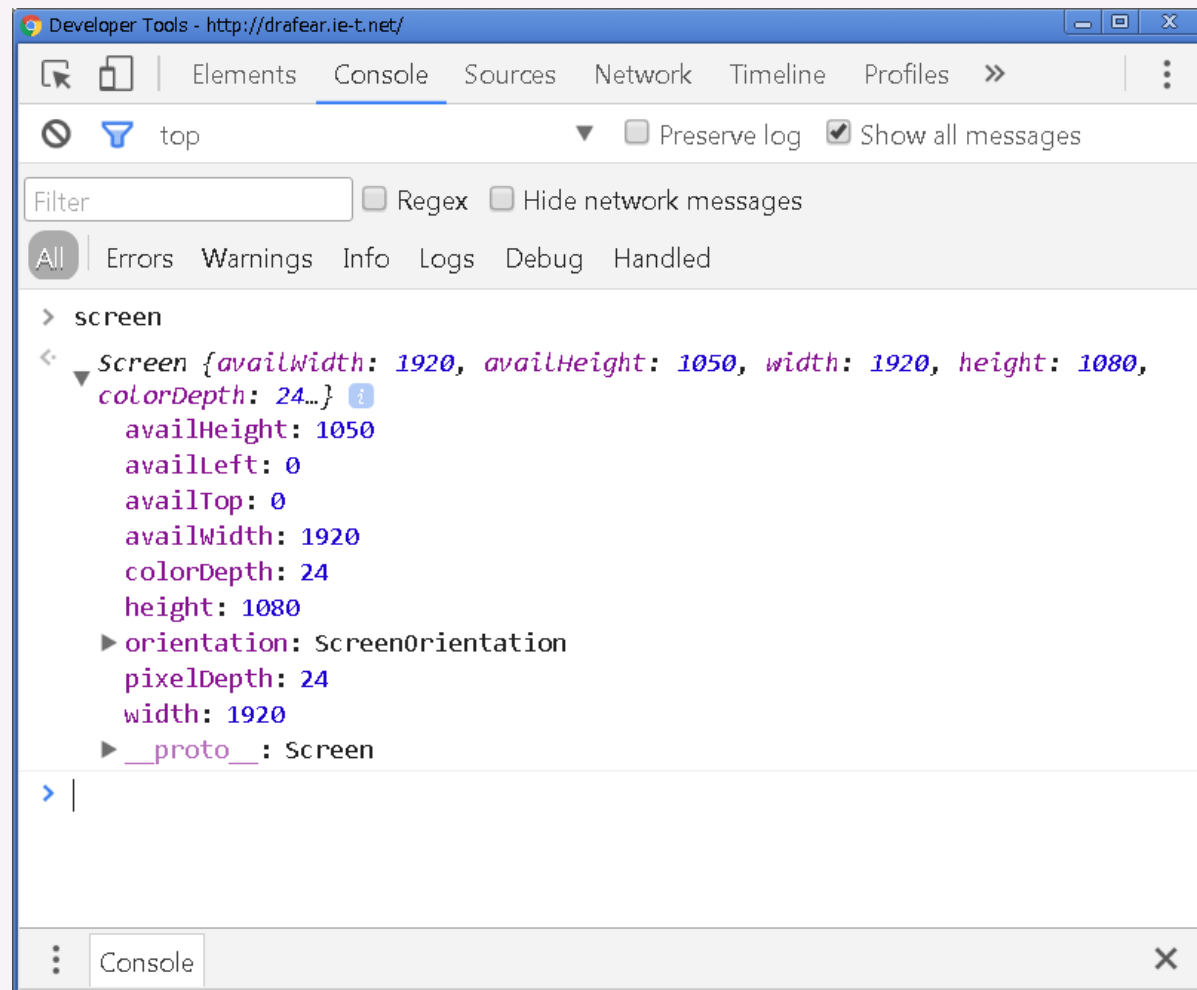 Developer Tools - http://drafear.ie-t.net/
Elements Console Sources Network Timeline Profiles »
top ▼ Preserve log Show all messages
Filter Regex Hide network messages
All Errors Warnings Info Logs Debug Handled
> screen
Screen {availWidth: 1920, availHeight: 1050, width: 1920, height: 1080,
colorDepth: 24…} i
availHeight: 1050
availLeft: 0
availTop: 0
availWidth: 1920
colorDepth: 24
height: 1080
▶ orientation: ScreenOrientation
pixelDepth: 24
width: 1920
▶ __proto__: Screen
>
Console